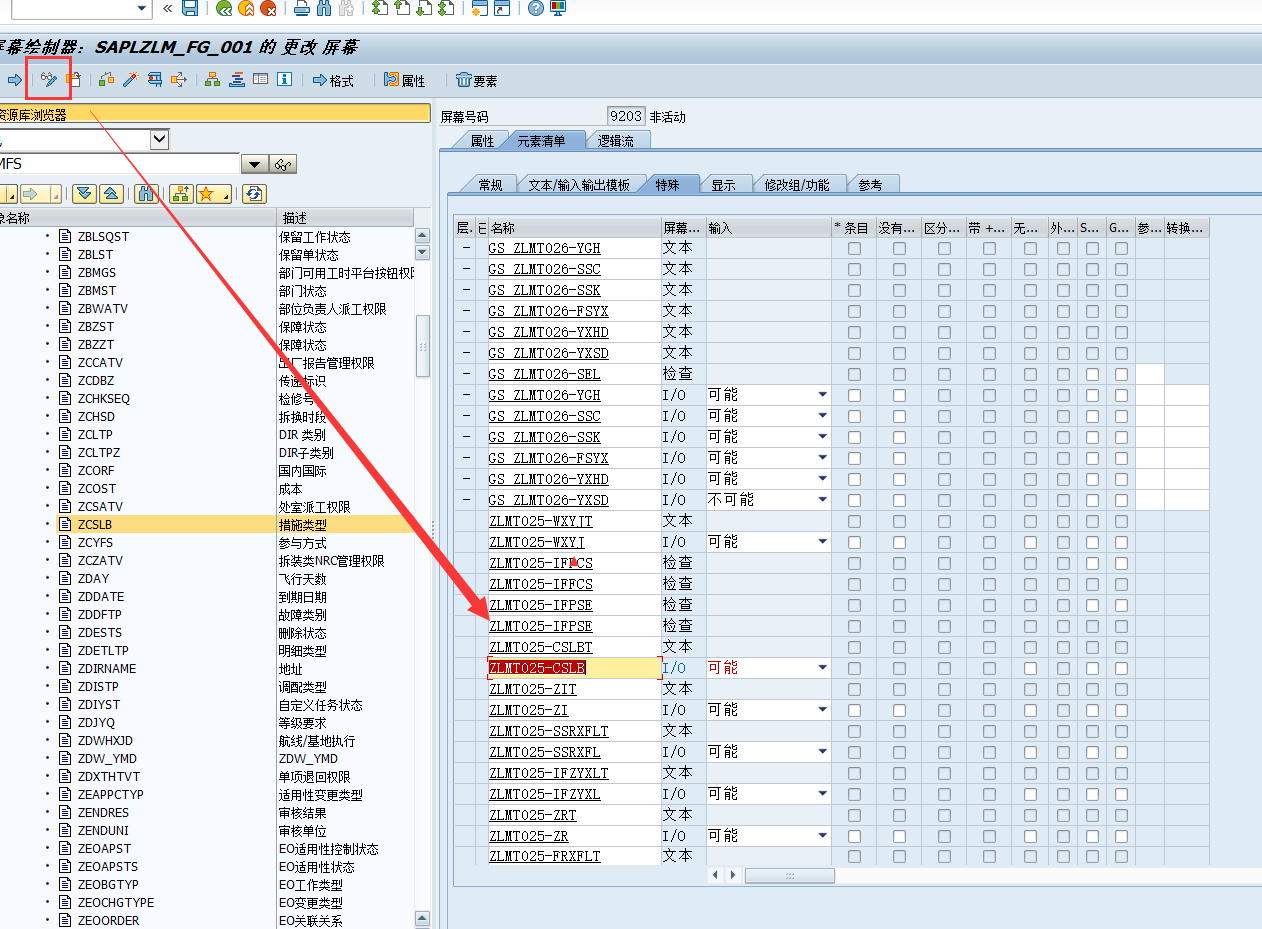 屏幕绘制器：SAPLZLM_FG_001 的 更改 屏幕
格式 属性 要素
资源库浏览器
MFS
象名称 描述
ZBLSQST 保留工作状态
ZBLST 保留单状态
ZBMGS 部门可用工时平台按钮权限
ZBMST 部门状态
ZBWATV 部位负责人派工权限
ZBZST 保障状态
ZBZZT 保障状态
ZCCATV 出厂报告管理权限
ZCDBZ 传递标识
ZCHKSEQ 检修号
ZCHSD 拆换时段
ZCLTP DIR 类别
ZCLTPZ DIR子类别
ZCORF 国内国际
ZCOST 成本
ZCSATV 处室派工权限
ZCSLB 措施类型
ZCYFS 参与方式
ZCZATV 拆装类NRC管理权限
ZDAY 飞行天数
ZDDATE 到期日期
ZDDFTP 故障类别
ZDESTS 删除状态
ZDETLTP 明细类型
ZDIRNAME 地址
ZDISTP 调配类型
ZDIYST 自定义任务状态
ZDJYQ 等级要求
ZDWHXJD 航线/基地执行
ZDW_YMD ZDW_YMD
ZDXTHTVT 单项退回权限
ZEAPPCTYP 适用性变更类型
ZENDRES 审核结果
ZENDUNI 审核单位
ZEOAPST EO适用性控制状态
ZEOAPSTS EO适用性状态
ZEOBGTYP EO工作类型
ZEOCHGTYPE EO变更类型
ZEOORDER EO关联关系
屏幕号码 9203 非活动
属性 元素清单 逻辑流
常规 文本/输入输出模板 特殊 显示 修改组/功能 参考
层. E 名称 屏幕... 输入 * 条目 没有... 区分... 带 +... 无... 外... S... G... 参... 转换...
GS_ZLMT026-YGH 文本
GS_ZLMT026-SSC 文本
GS_ZLMT026-SSK 文本
GS_ZLMT026-FSYX 文本
GS_ZLMT026-YXHD 文本
GS_ZLMT026-YXSD 文本
GS_ZLMT026-SEL 检查
GS_ZLMT026-YGH I/O 可能
GS_ZLMT026-SSC I/O 可能
GS_ZLMT026-SSK I/O 可能
GS_ZLMT026-FSYX I/O 可能
GS_ZLMT026-YXHD I/O 可能
GS_ZLMT026-YXSD I/O 不可能
ZLMT025-WXYJT 文本
ZLMT025-WXYJ I/O 可能
ZLMT025-IFFCS 检查
ZLMT025-IFFCS 检查
ZLMT025-IFPSE 检查
ZLMT025-IFPSE 检查
ZLMT025-CSLBT 文本
ZLMT025-CSLB I/O 可能
ZLMT025-ZIT 文本
ZLMT025-ZI I/O 可能
ZLMT025-SSRXFLT 文本
ZLMT025-SSRXFL I/O 可能
ZLMT025-IFZYXLT 文本
ZLMT025-IFZYXL I/O 可能
ZLMT025-ZRT 文本
ZLMT025-ZR I/O 可能
ZLMT025-FRXFLT 文本